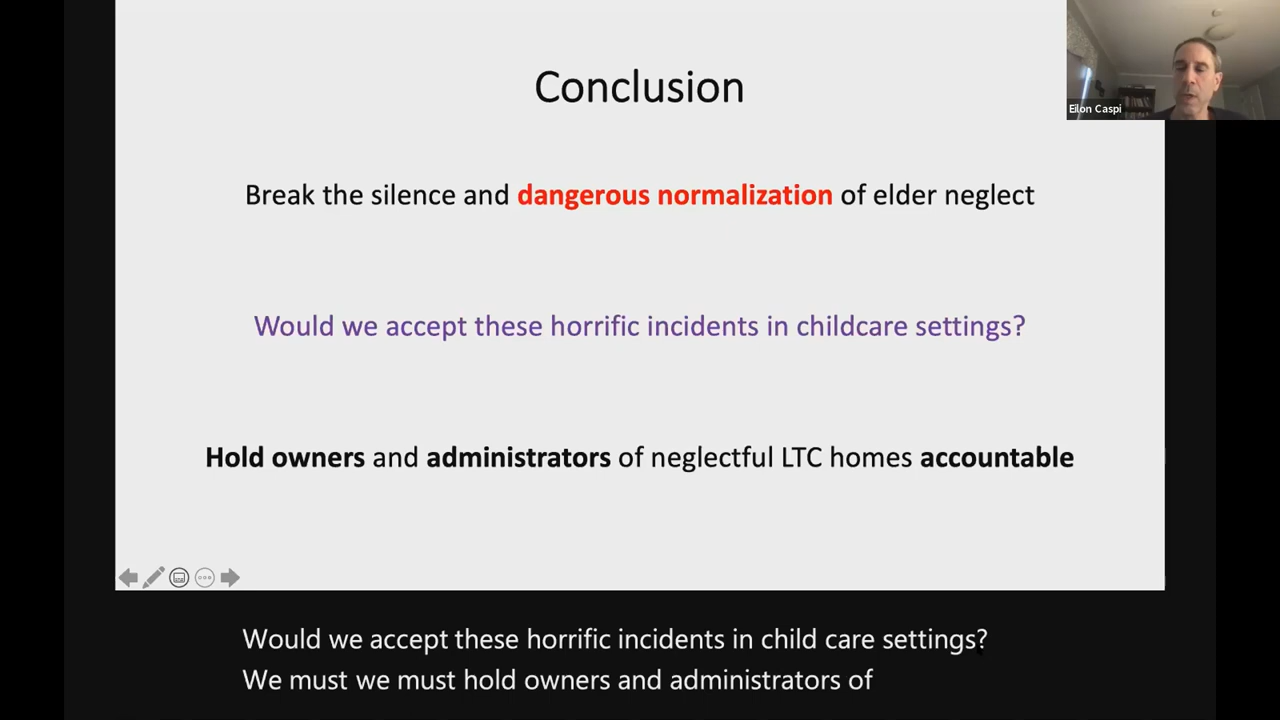 Conclusion
Eilon Caspi
Break the silence and dangerous normalization of elder neglect
Would we accept these horrific incidents in childcare settings?
Hold owners and administrators of neglectful LTC homes accountable
Would we accept these horrific incidents in child care settings?
We must we must hold owners and administrators of